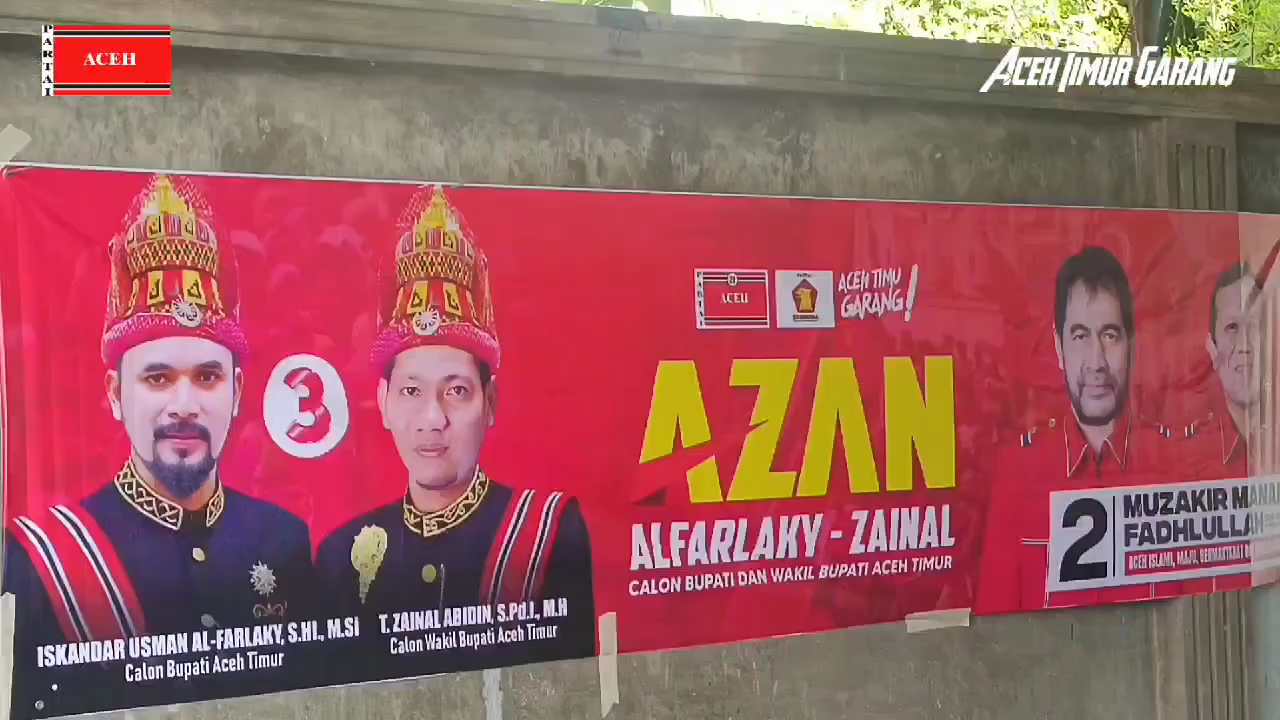 PARTAI
ACEH
ACEH TIMUR GARANG
3
PARTAI
ACEH
ACEH TIMU
GARANG!
AZAN
ALFARLAKY - ZAINAL
CALON BUPATI DAN WAKIL BUPATI ACEH TIMUR
ISKANDAR USMAN AL-FARLAKY, S.HI., M.Si
Calon Bupati Aceh Timur
T. ZAINAL ABIDIN, S.Pd.I., M.H
Calon Wakil Bupati Aceh Timur
2
MUZAKIR MANA
FADHLULLAH
ACEH ISLAMI, MAJU, BERMARTABAT